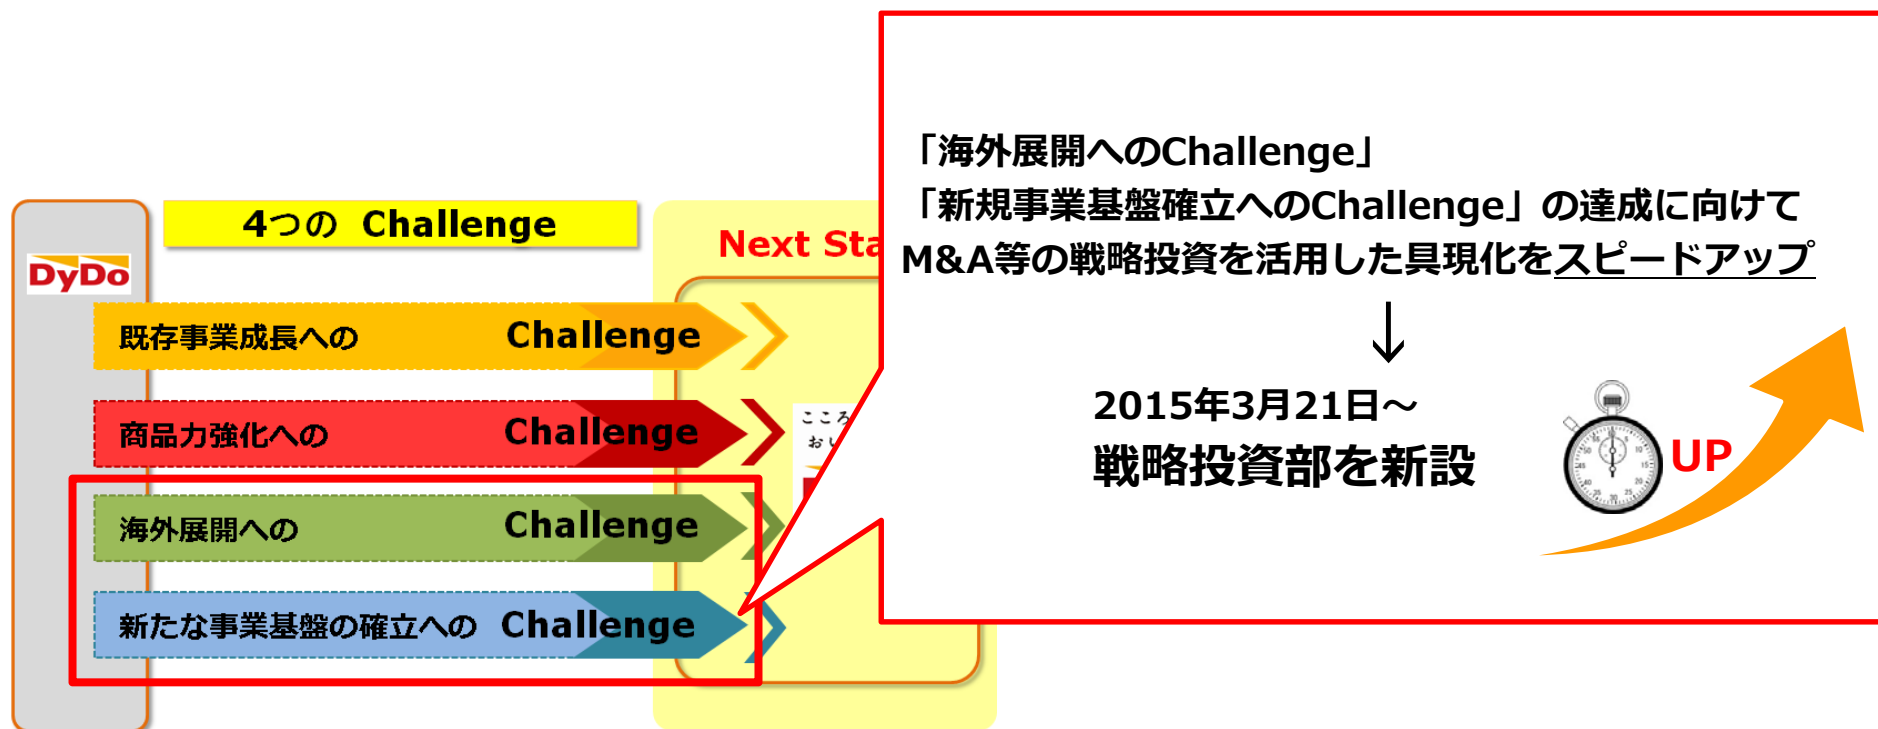 4つの Challenge
DyDo
Next Sta
既存事業成長への Challenge
商品力強化への Challenge
海外展開への Challenge
新たな事業基盤の確立への Challenge
こころ
おい
「海外展開へのChallenge」
「新規事業基盤確立へのChallenge」の達成に向けて
M&A等の戦略投資を活用した具現化をスピードアップ
↓
2015年3月21日～
戦略投資部を新設
UP